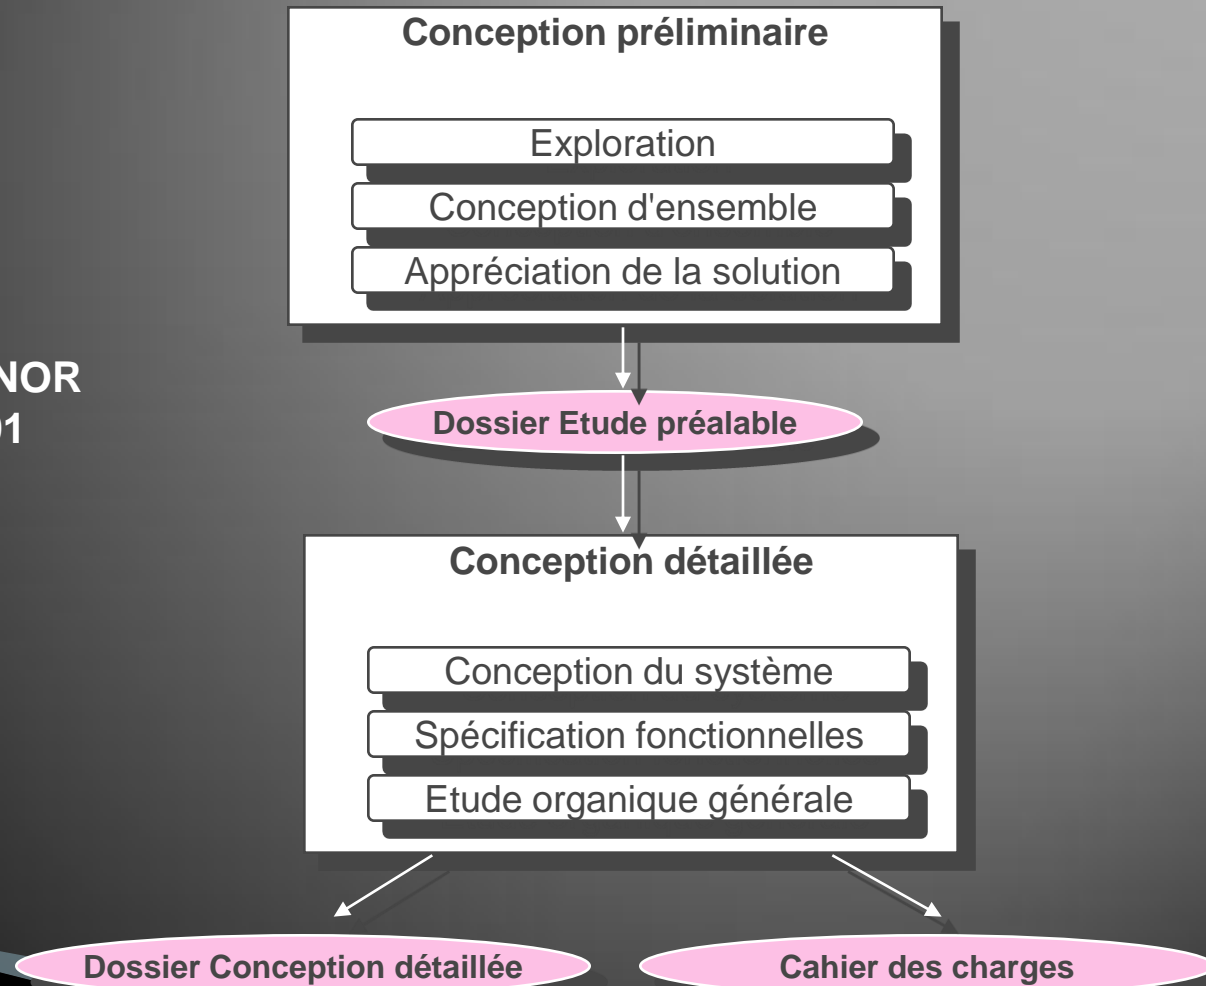 Conception préliminaire
Exploration
Conception d'ensemble
Appréciation de la solution
NOR
Dossier Etude préalable
Conception détaillée
Conception du système
Spécification fonctionnelles
Etude organique générale
Dossier Conception détaillée
Cahier des charges